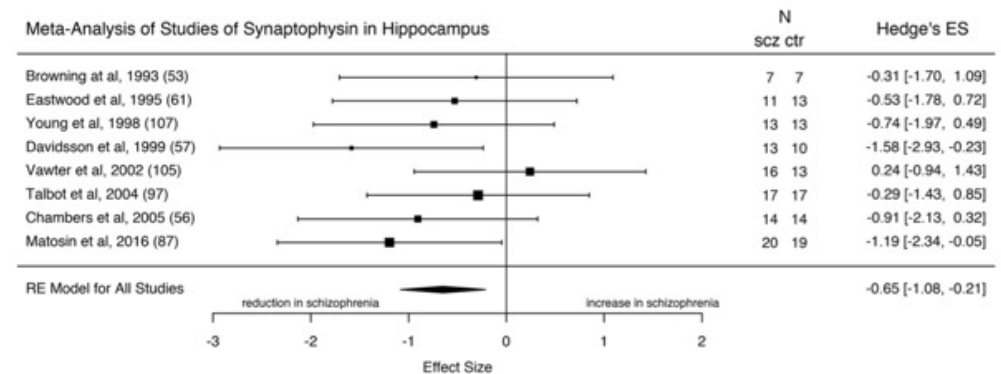 N
Meta-Analysis of Studies of Synaptophysin in Hippocampus Hedge's ES
scz ctr
Browning at al, 1993 (53) 7 7 -0.31 [-1.70, 1.09]
Eastwood et al, 1995 (61) 11 13 -0.53 [-1.78, 0.72]
Young et al, 1998 (107) 13 13 -0.74 [-1.97, 0.49]
Davidsson et al, 1999 (57) 13 10 -1.58 [-2.93, -0.23]
Vawter et al, 2002 (105) 16 13 0.24 [-0.94, 1.43]
Talbot et al, 2004 (97) 17 17 -0.29 [-1.43, 0.85]
Chambers et al, 2005 (56) 14 14 -0.91 [-2.13, 0.32]
Matosin et al, 2016 (87) 20 19 -1.19 [-2.34, -0.05]
RE Model for All Studies -0.65 [-1.08, -0.21]
reduction in schizophrenia increase in schizophrenia
-3 -2 -1 0 1 2
Effect Size